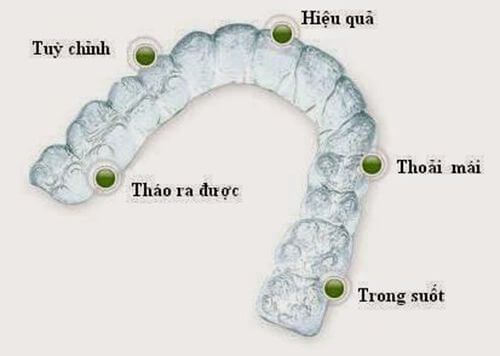 Hiệu quả
Tuỳ chỉnh
Thoải mái
Tháo ra được
Trong suốt